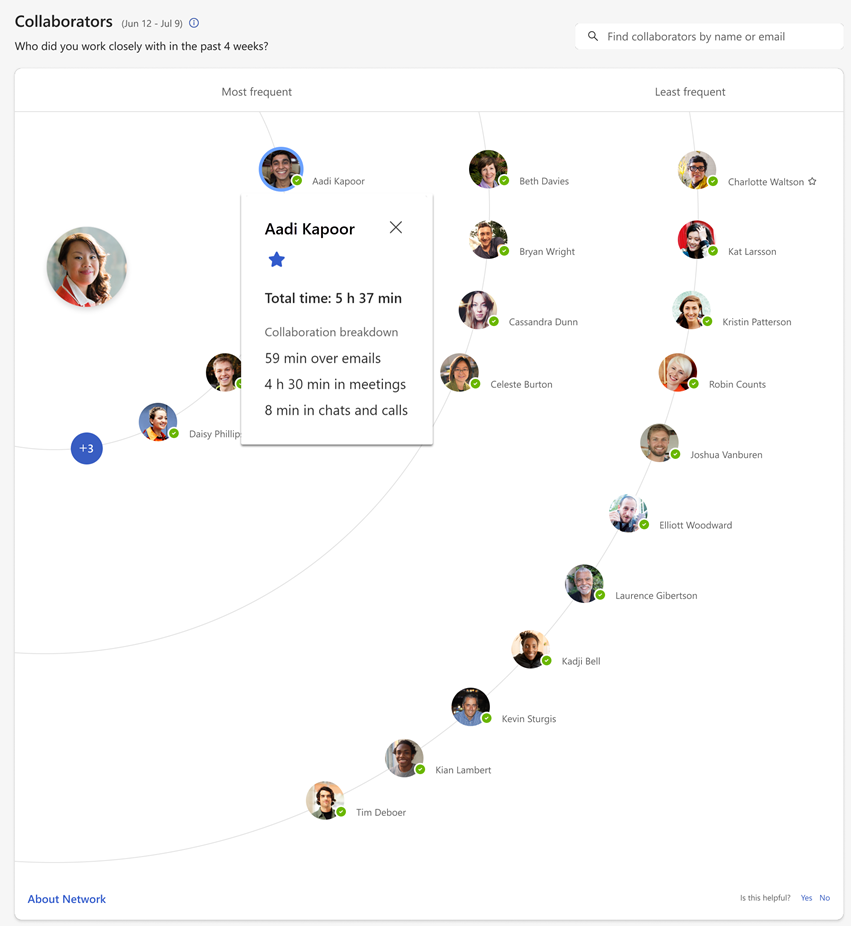 Collaborators (Jun 12 - Jul 9)
Who did you work closely with in the past 4 weeks?
Find collaborators by name or email
Most frequent
Least frequent
Aadi Kapoor
Beth Davies
Charlotte Waltson
Aadi Kapoor
Total time: 5 h 37 min
Collaboration breakdown
59 min over emails
4 h 30 min in meetings
8 min in chats and calls
Bryan Wright
Kat Larsson
Cassandra Dunn
Kristin Patterson
Celeste Burton
Robin Counts
Daisy Phillip
+3
Joshua Vanburen
Elliott Woodward
Laurence Gibertson
Kadji Bell
Kevin Sturgis
Kian Lambert
Tim Deboer
About Network
Is this helpful? Yes No